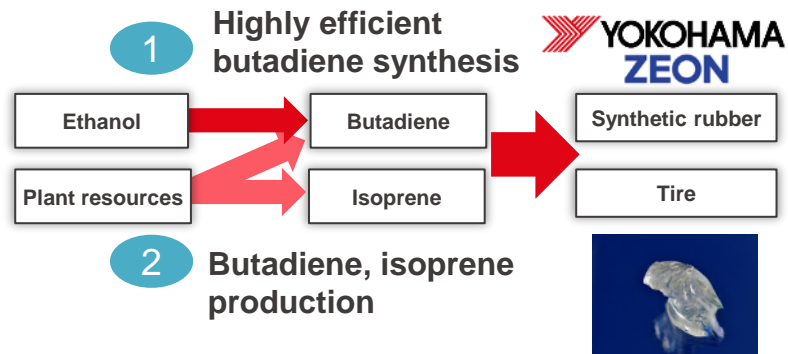 1
Highly efficient
butadiene synthesis
YOKOHAMA
ZEON
Ethanol
Butadiene
Synthetic rubber
Plant resources
Isoprene
Tire
2
Butadiene, isoprene
production